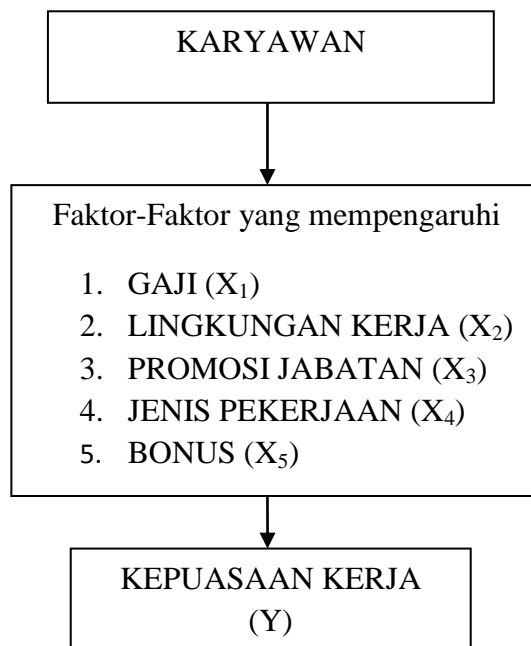 KARYAWAN
Faktor-Faktor yang mempengaruhi
1. GAJI (X₁)
2. LINGKUNGAN KERJA (X₂)
3. PROMOSI JABATAN (X₃)
4. JENIS PEKERJAAN (X₄)
5. BONUS (X₅)
KEPUASAAN KERJA
(Y)